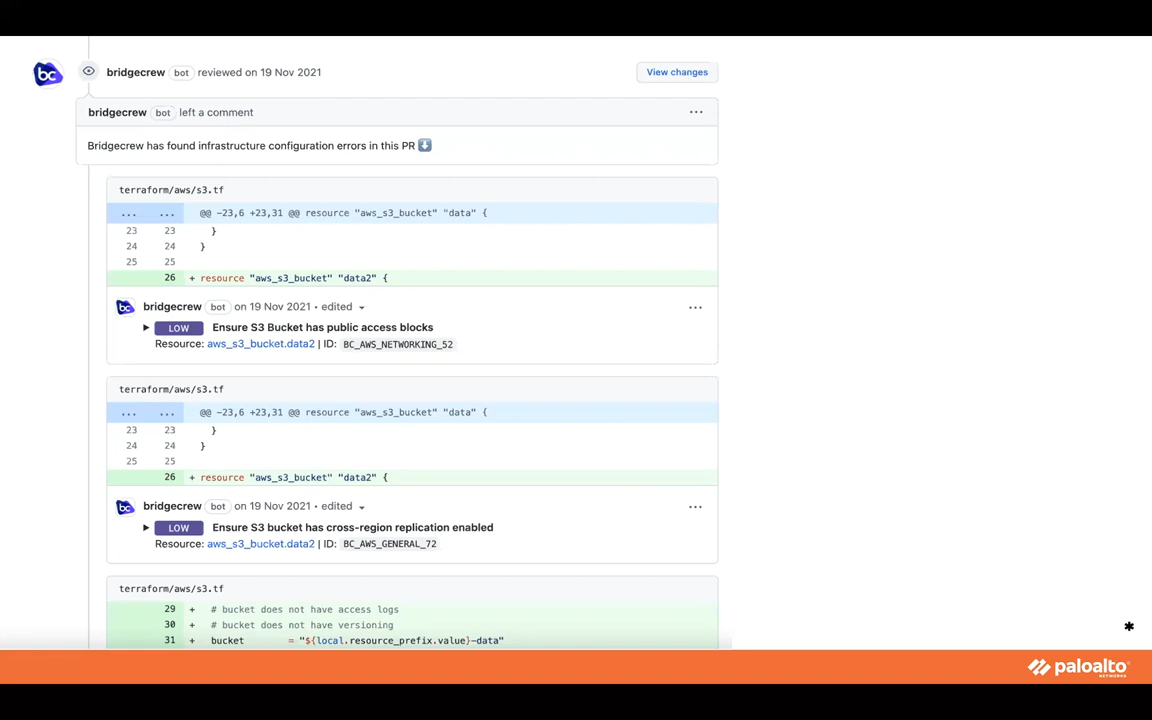 bc bridgecrew bot reviewed on 19 Nov 2021 View changes
bridgecrew bot left a comment ...
Bridgecrew has found infrastructure configuration errors in this PR ⬇️
terraform/aws/s3.tf
... ... @@ -23,6 +23,31 @@ resource "aws_s3_bucket" "data" {
23 23 }
24 24 }
25 25
26 + resource "aws_s3_bucket" "data2" {
bc bridgecrew bot on 19 Nov 2021 • edited ...
LOW Ensure S3 Bucket has public access blocks
Resource: aws_s3_bucket.data2 | ID: BC_AWS_NETWORKING_52
terraform/aws/s3.tf
... ... @@ -23,6 +23,31 @@ resource "aws_s3_bucket" "data" {
23 23 }
24 24 }
25 25
26 + resource "aws_s3_bucket" "data2" {
bc bridgecrew bot on 19 Nov 2021 • edited ...
LOW Ensure S3 bucket has cross-region replication enabled
Resource: aws_s3_bucket.data2 | ID: BC_AWS_GENERAL_72
terraform/aws/s3.tf
29 + # bucket does not have access logs
30 + # bucket does not have versioning
31 + bucket = "${local.resource_prefix.value}-data"
*
paloalto
NETWORKS